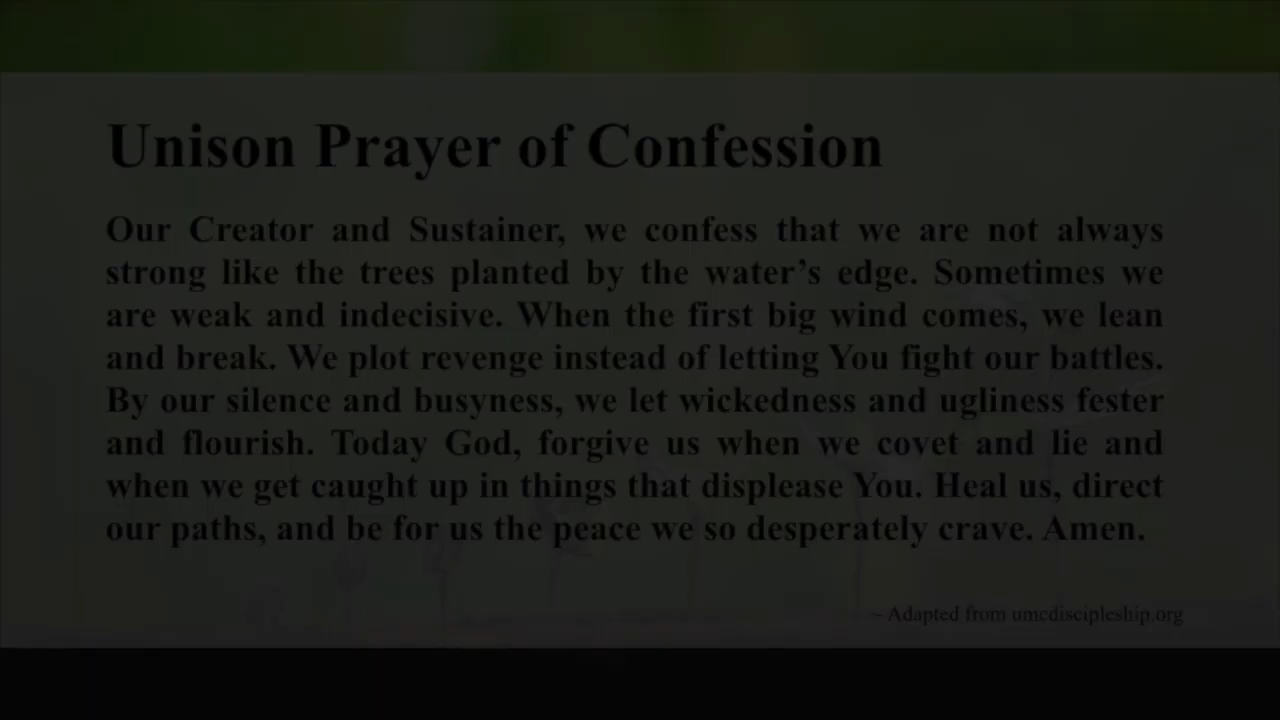 Unison Prayer of Confession
Our Creator and Sustainer, we confess that we are not always
strong like the trees planted by the water’s edge. Sometimes we
are weak and indecisive. When the first big wind comes, we lean
and break. We plot revenge instead of letting You fight our battles.
By our silence and busyness, we let wickedness and ugliness fester
and flourish. Today God, forgive us when we covet and lie and
when we get caught up in things that displease You. Heal us, direct
our paths, and be for us the peace we so desperately crave. Amen.
– Adapted from umcdiscipleship.org